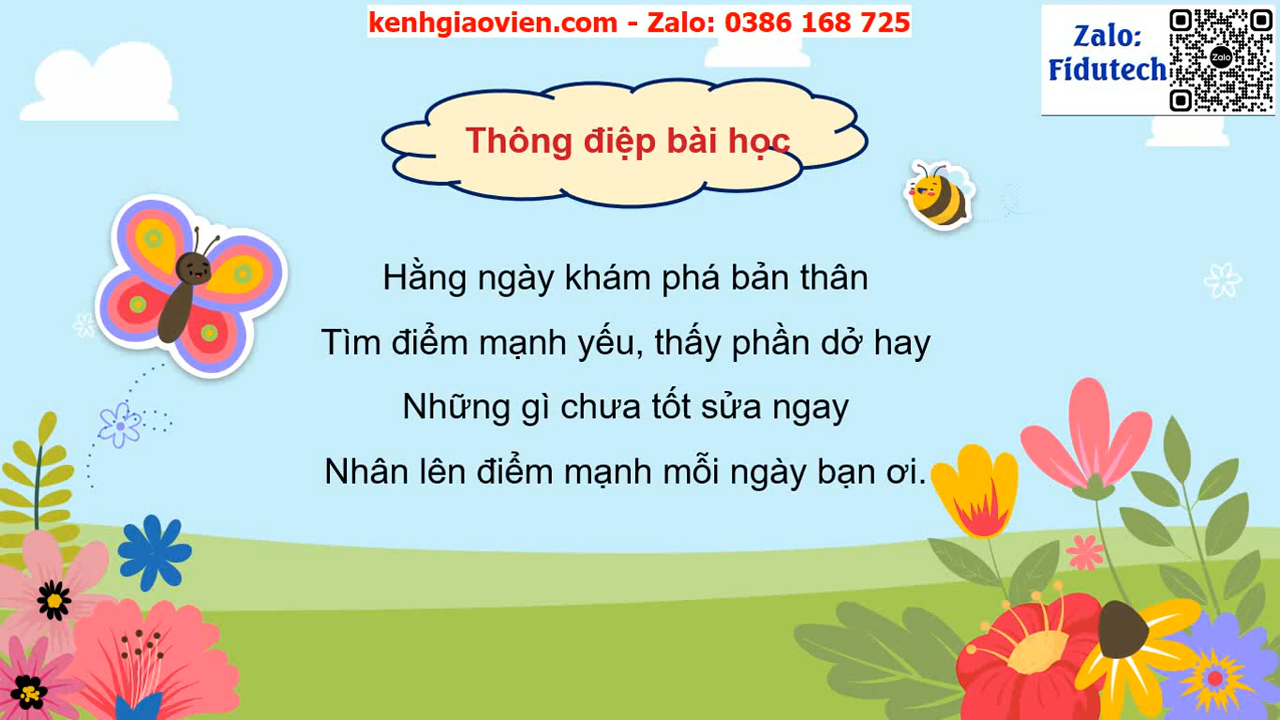 kenhgiaovien.com - Zalo: 0386 168 725
Zalo:
Fidutech
Zalo
Thông điệp bài học
Hằng ngày khám phá bản thân
Tìm điểm mạnh yếu, thấy phần dở hay
Những gì chưa tốt sửa ngay
Nhân lên điểm mạnh mỗi ngày bạn ơi.